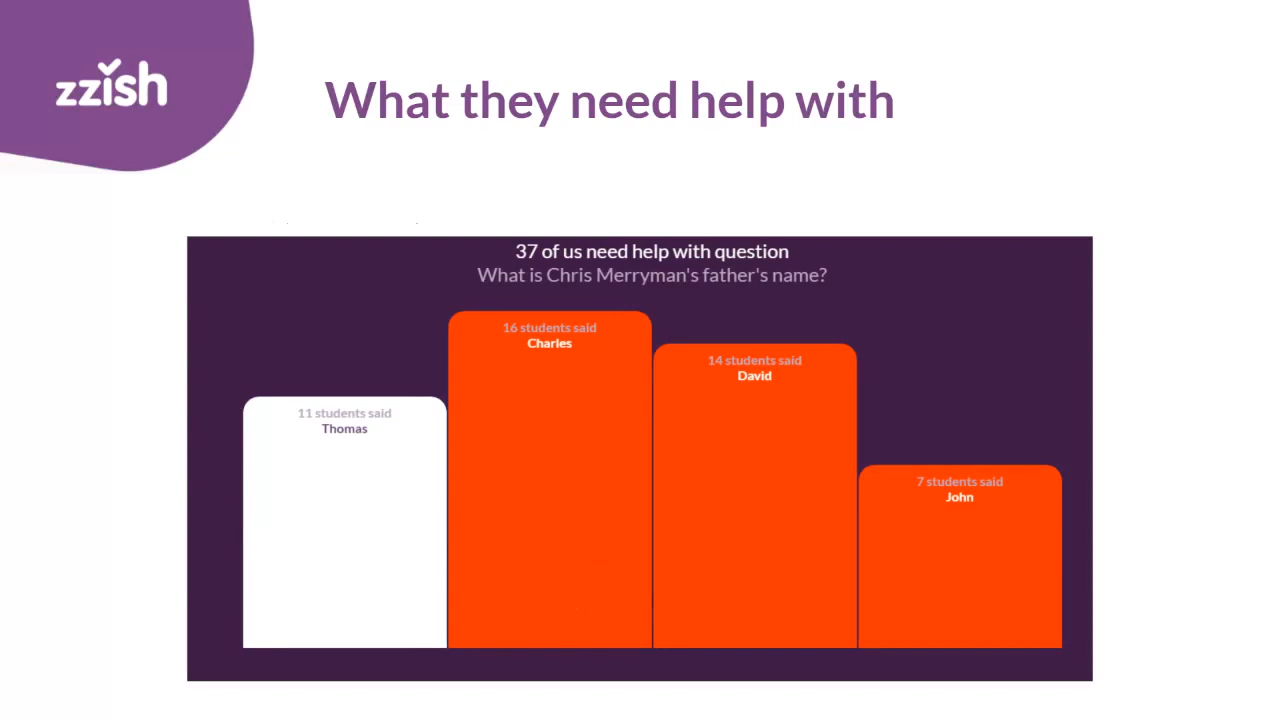 zzish
What they need help with
37 of us need help with question
What is Chris Merryman's father's name?
11 students said
Thomas
16 students said
Charles
14 students said
David
7 students said
John